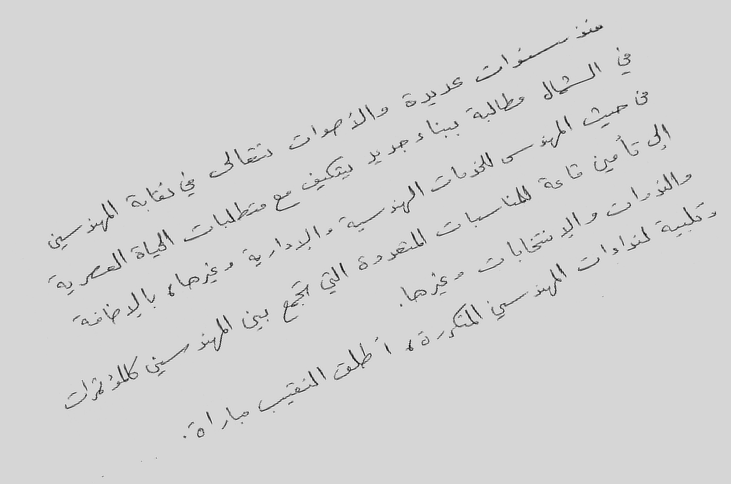 منذ سنوات عديدة والأصوات تتعالى في نقابة المهندسين
في الشمال مطالبة ببناء جديد يتكيف مع متطلبات الحياة العصرية
من حيث المهندس للخدمات الهندسية والإدارية وغيرها، بالإضافة
إلى تأمين قاعة للمناسبات المتعددة التي تجمع بين المهندسين كالمؤتمرات
والندوات والإنتخابات وغيرها.
وتلبية لنداءات المهندسين المتكررة، أطلق النقيب مباراة.